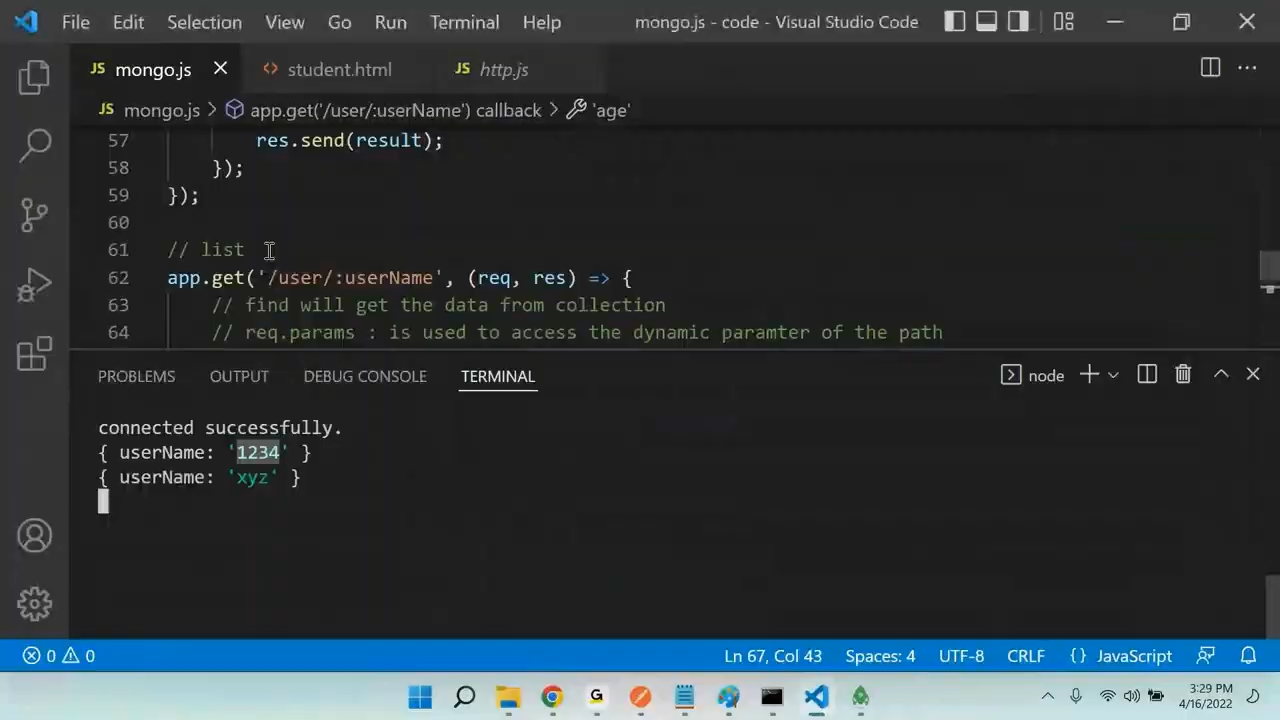 File Edit Selection View Go Run Terminal Help mongo.js - code - Visual Studio Code
JS mongo.js student.html JS http.js
JS mongo.js > app.get('/user/:userName') callback > 'age'
57 res.send(result);
58 });
59 });
60
61 // list
62 app.get('/user/:userName', (req, res) => {
63 // find will get the data from collection
64 // req.params : is used to access the dynamic paramter of the path
PROBLEMS OUTPUT DEBUG CONSOLE TERMINAL node
connected successfully.
{ userName: '1234' }
{ userName: 'xyz' }
0 0 Ln 67, Col 43 Spaces: 4 UTF-8 CRLF {} JavaScript
G 3:29 PM
4/16/2022